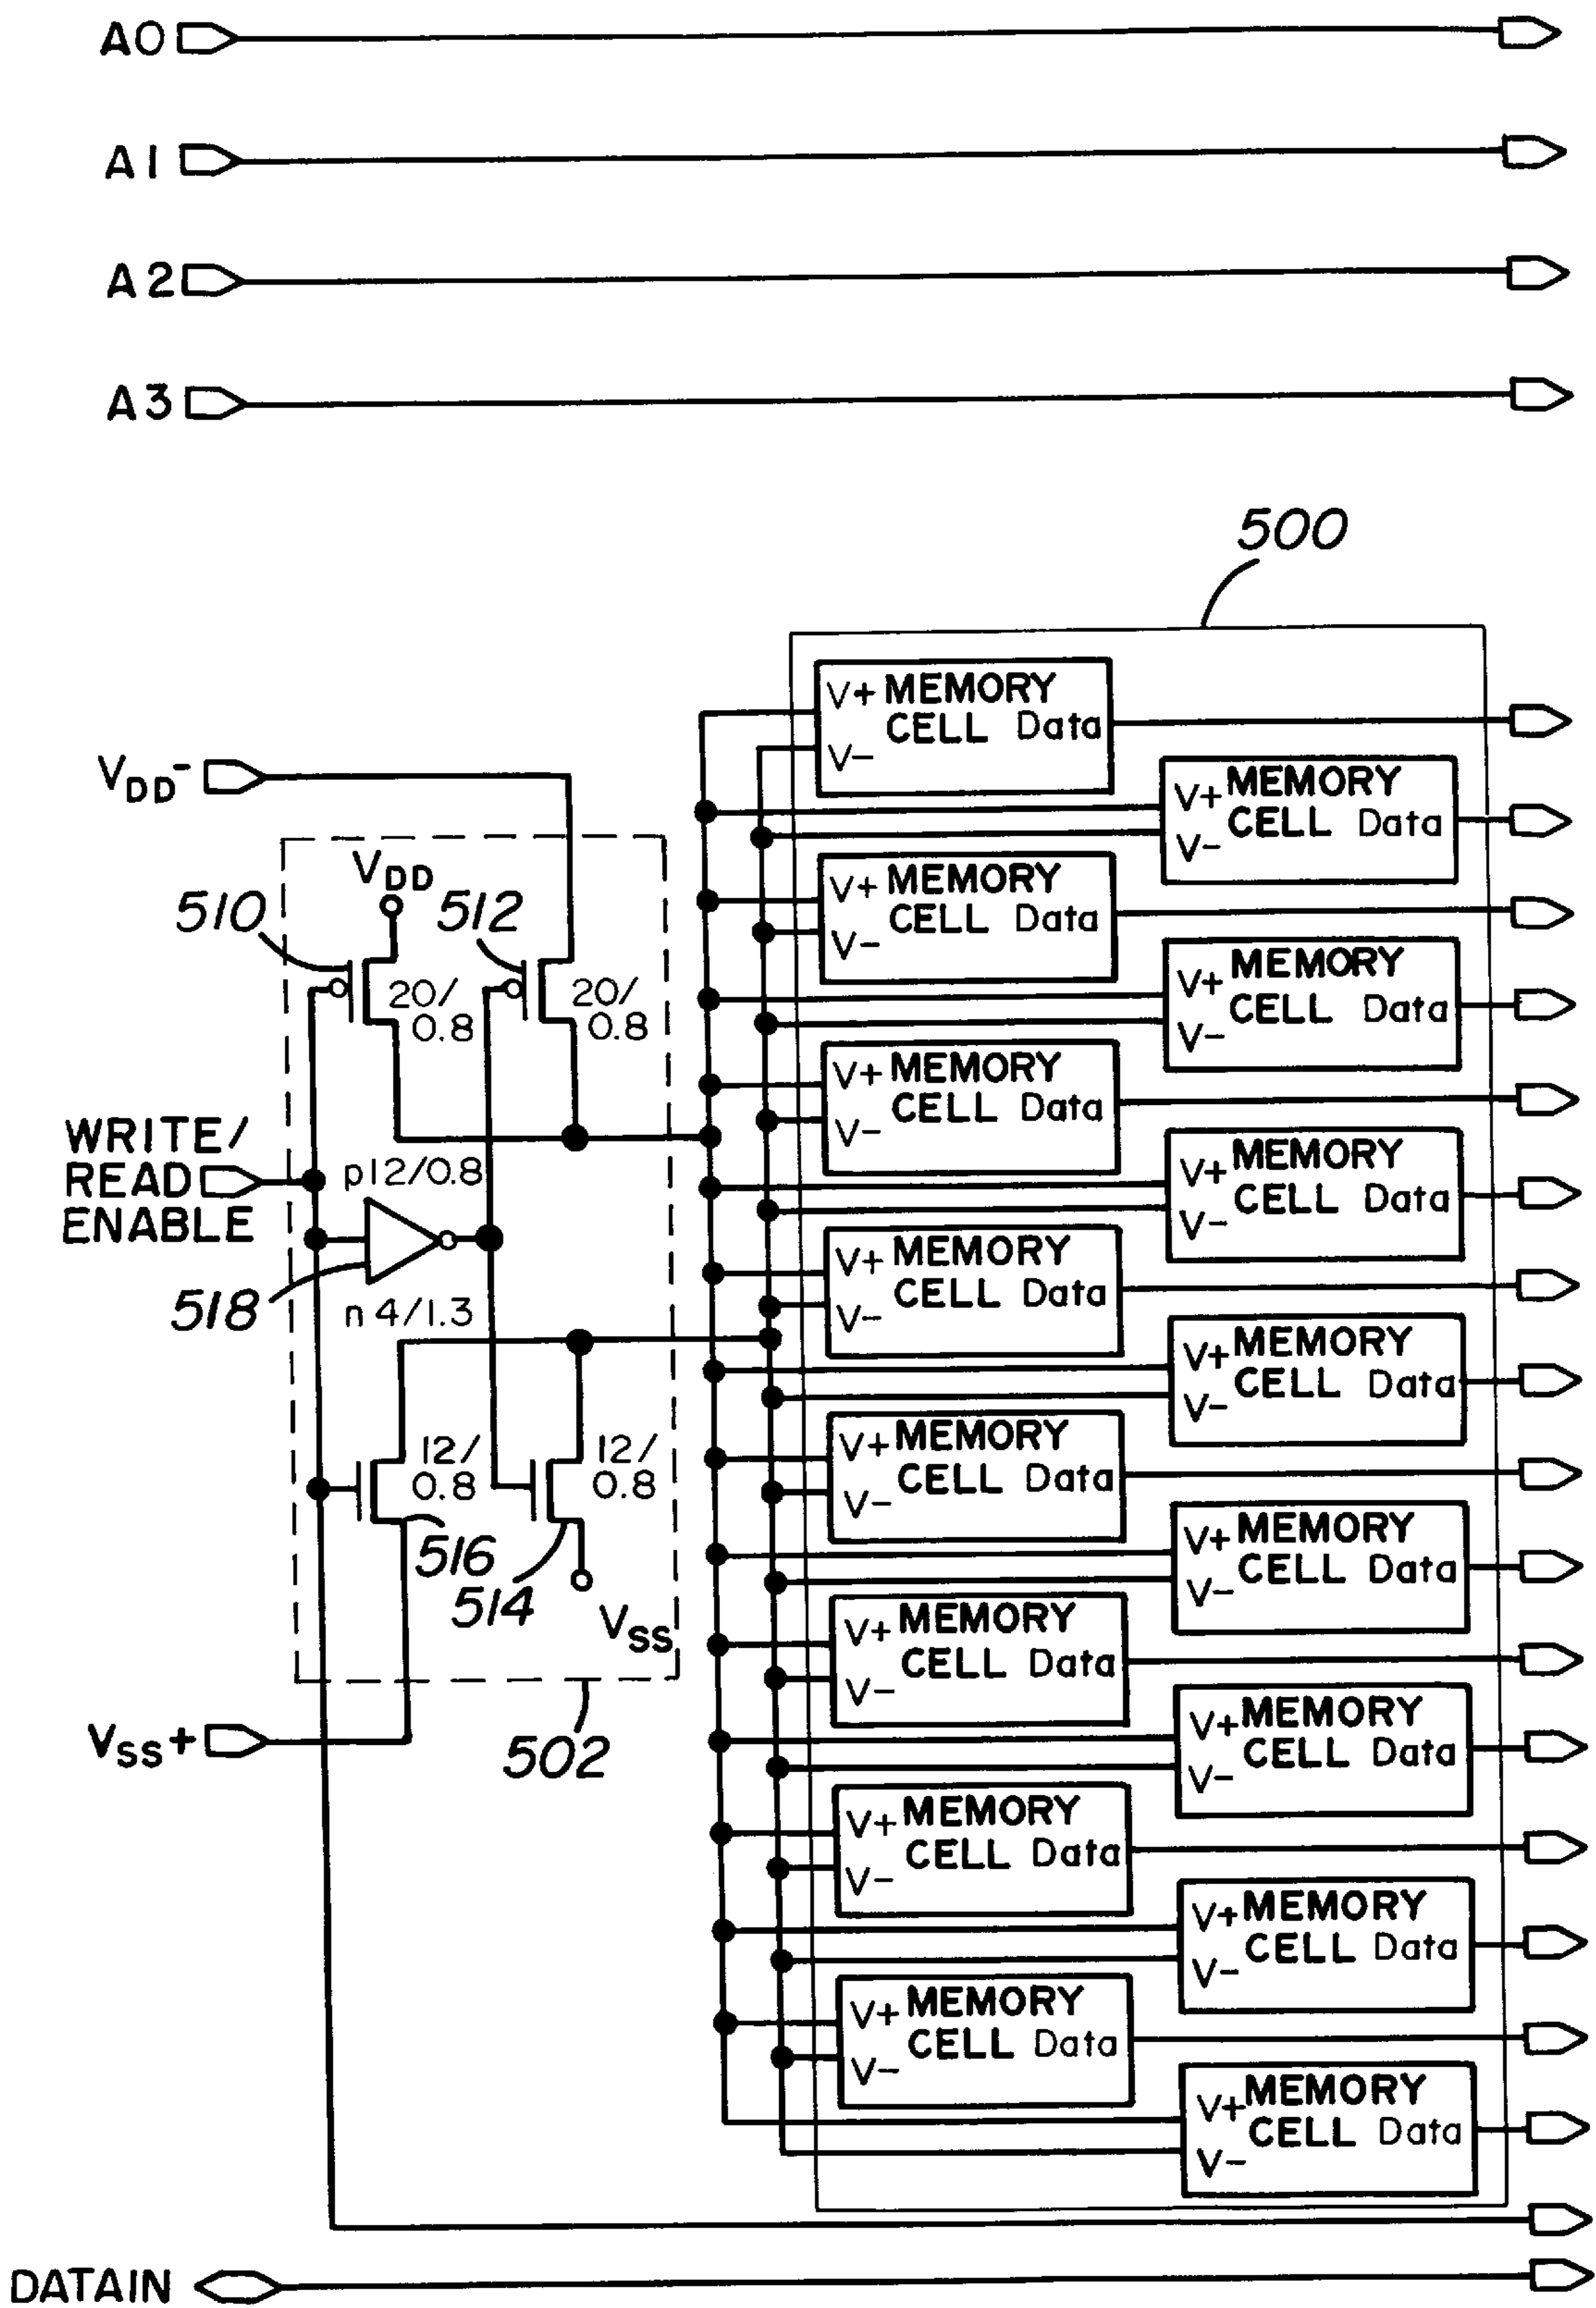 A0
A1
A2
A3
500
V+ MEMORY
CELL Data
V-
V+ MEMORY
CELL Data
V-
V+ MEMORY
CELL Data
V-
V+ MEMORY
CELL Data
V-
V+ MEMORY
CELL Data
V-
V+ MEMORY
CELL Data
V-
V+ MEMORY
CELL Data
V-
V+ MEMORY
CELL Data
V-
V+ MEMORY
CELL Data
V-
V+ MEMORY
CELL Data
V-
V+ MEMORY
CELL Data
V-
V+ MEMORY
CELL Data
V-
V+ MEMORY
CELL Data
V-
V+ MEMORY
CELL Data
V-
V+ MEMORY
CELL Data
V-
V+ MEMORY
CELL Data
V-
VDD-
VDD
510
512
20/
0.8
20/
0.8
WRITE/
READ
ENABLE
p12/0.8
518
n4/1.3
12/
0.8
12/
0.8
516
514
VSS
VSS+
502
DATAIN